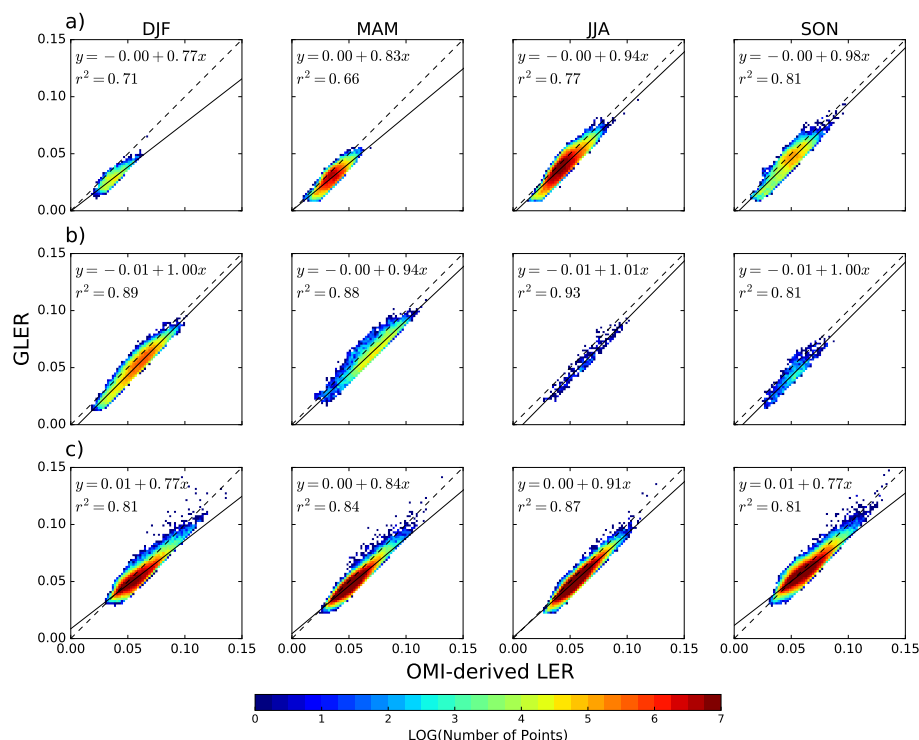 a)
DJF
MAM
JJA
SON
0.15
0.10
0.05
0.00
y = −0.00 + 0.77x
r² = 0.71
y = 0.00 + 0.83x
r² = 0.66
y = −0.00 + 0.94x
r² = 0.77
y = −0.00 + 0.98x
r² = 0.81
b)
0.15
0.10
0.05
0.00
y = −0.01 + 1.00x
r² = 0.89
y = −0.00 + 0.94x
r² = 0.88
y = −0.01 + 1.01x
r² = 0.93
y = −0.01 + 1.00x
r² = 0.81
GLER
c)
0.15
0.10
0.05
0.00
y = 0.01 + 0.77x
r² = 0.81
y = 0.00 + 0.84x
r² = 0.84
y = 0.00 + 0.91x
r² = 0.87
y = 0.01 + 0.77x
r² = 0.81
0.00 0.05 0.10 0.15 0.00 0.05 0.10 0.15 0.00 0.05 0.10 0.15 0.00 0.05 0.10 0.15
OMI-derived LER
0 1 2 3 4 5 6 7
LOG(Number of Points)